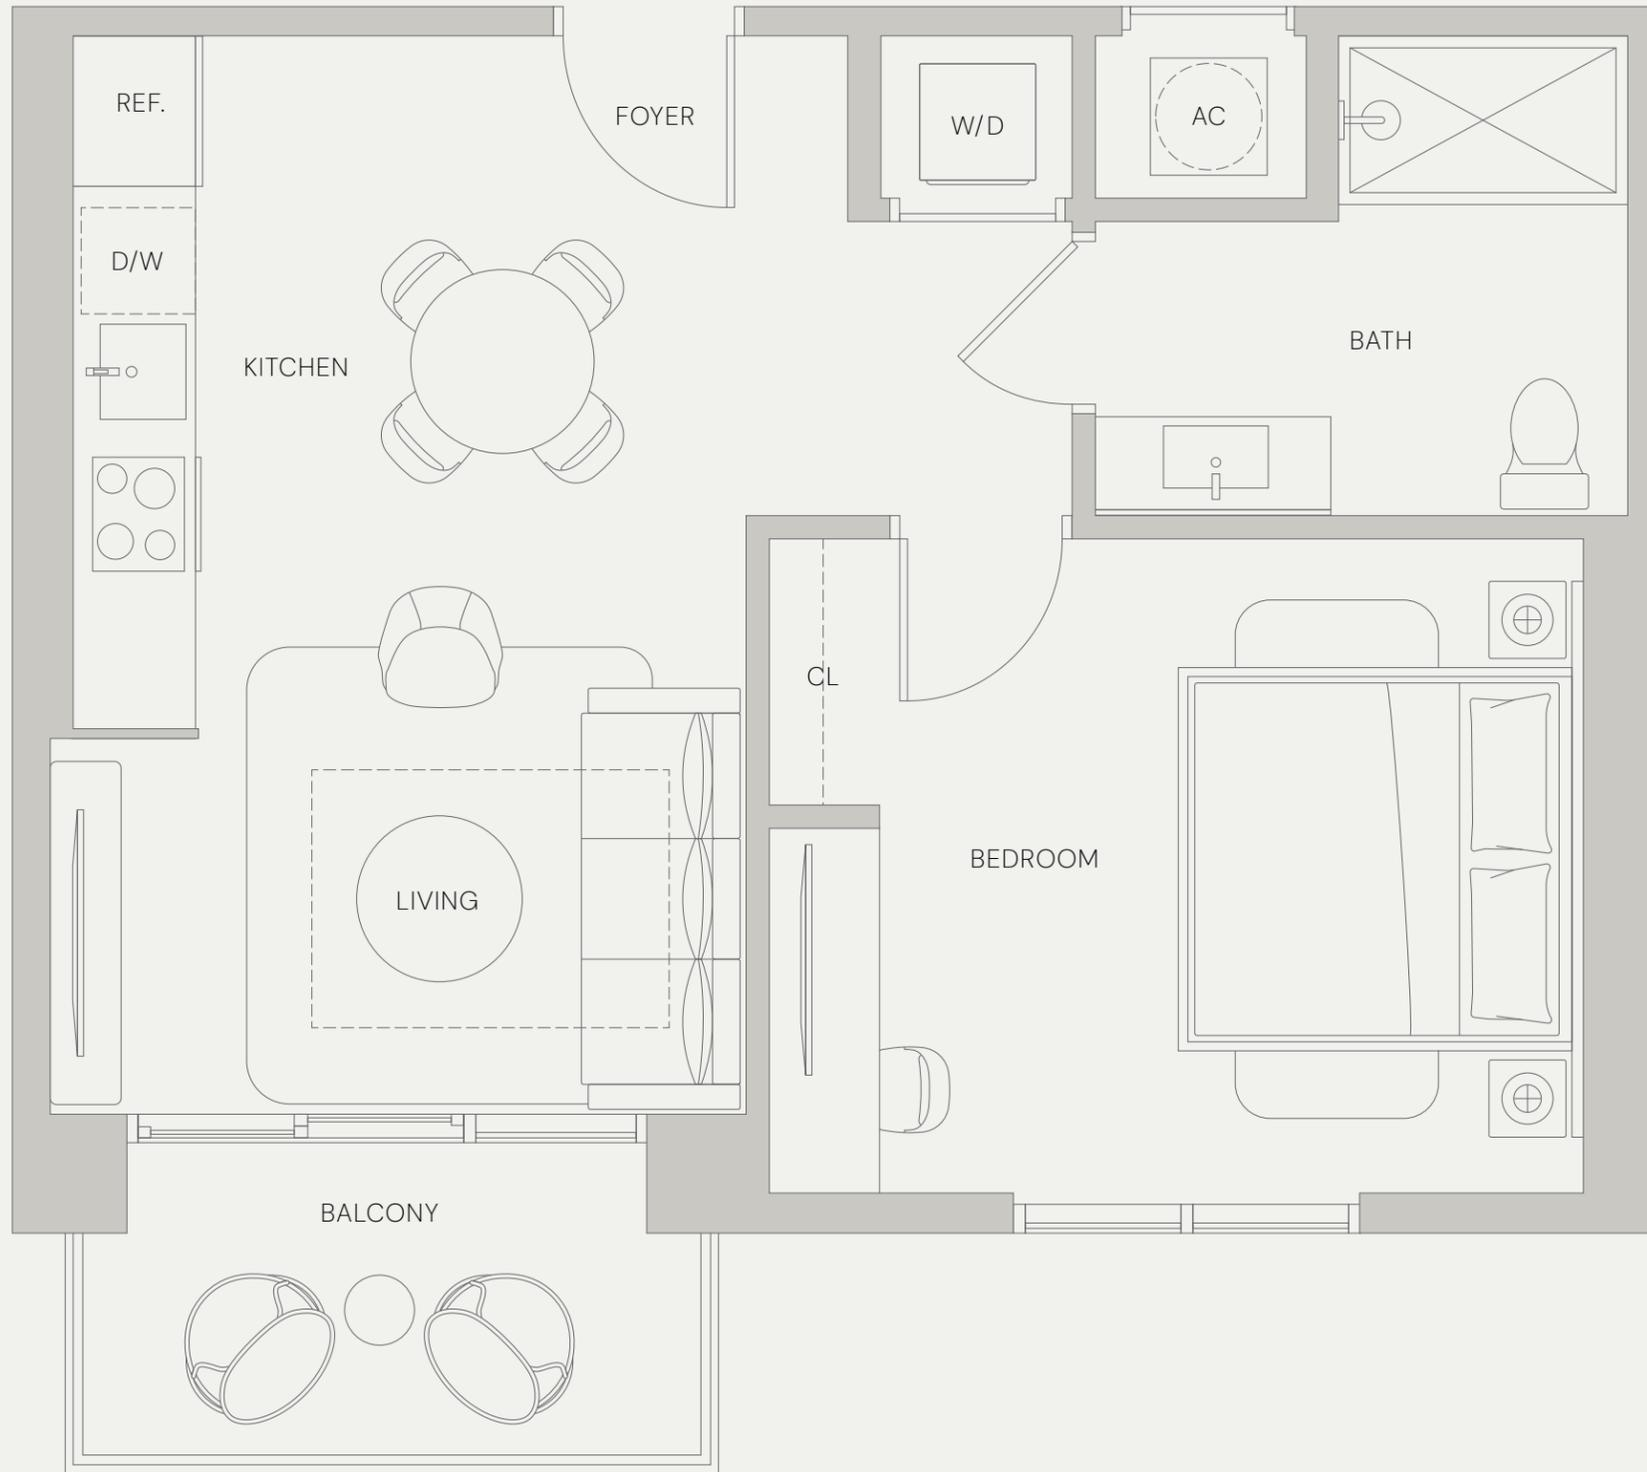 REF.
FOYER
W/D
AC
D/W
KITCHEN
BATH
CL
LIVING
BEDROOM
BALCONY